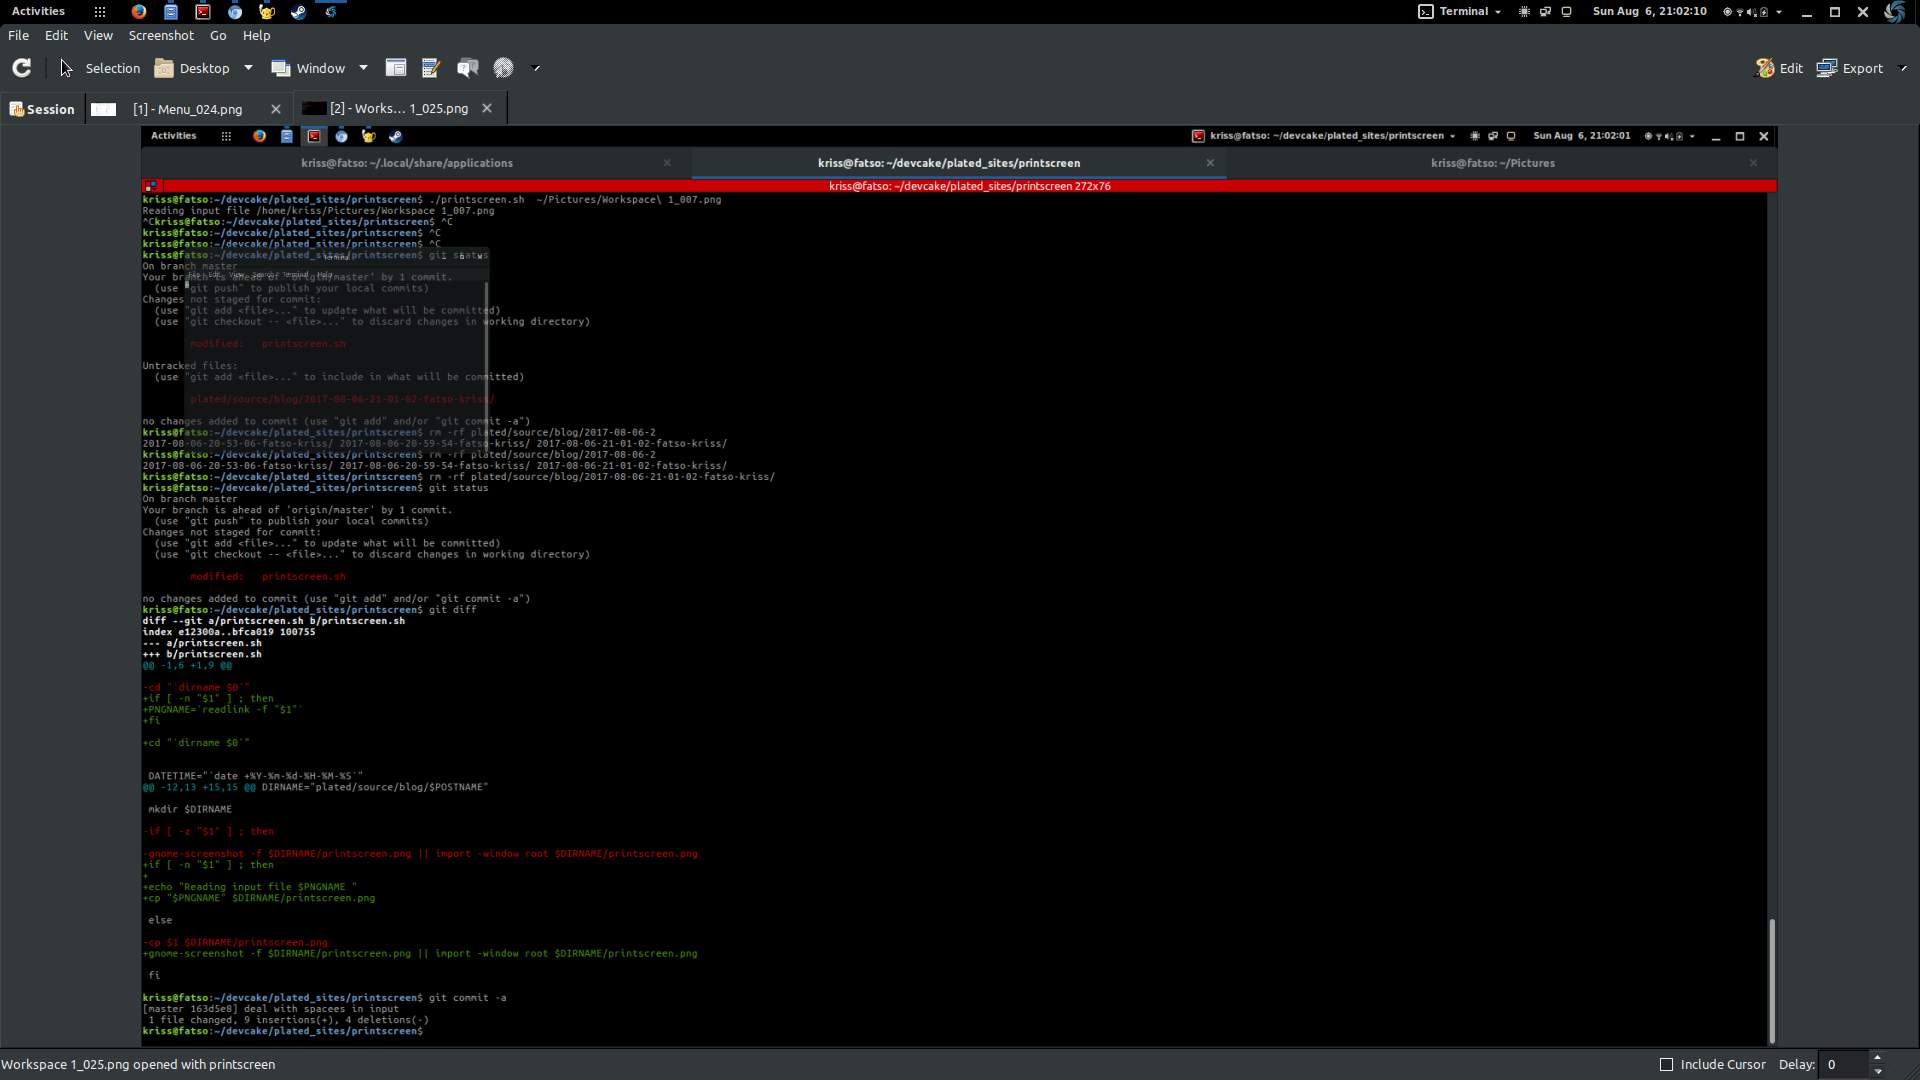 Activities Terminal Sun Aug 6, 21:02:10
File Edit View Screenshot Go Help
Selection Desktop Window Edit Export
Session [1] - Menu_024.png [2] - Works... 1_025.png
Activities kriss@fatso: ~/devcake/plated_sites/printscreen Sun Aug 6, 21:02:01
kriss@fatso: ~/.local/share/applications kriss@fatso: ~/devcake/plated_sites/printscreen kriss@fatso: ~/Pictures
kriss@fatso: ~/devcake/plated_sites/printscreen 272x76
kriss@fatso:~/devcake/plated_sites/printscreen$ ./printscreen.sh  ~/Pictures/Workspace\ 1_007.png
Reading input file /home/kriss/Pictures/Workspace 1_007.png
^Ckriss@fatso:~/devcake/plated_sites/printscreen$ ^C
kriss@fatso:~/devcake/plated_sites/printscreen$ ^C
kriss@fatso:~/devcake/plated_sites/printscreen$ ^C
kriss@fatso:~/devcake/plated_sites/printscreen$ git status
Terminal
On branch master
File Edit View Search Terminal Help
Your branch is ahead of 'origin/master' by 1 commit.
  (use "git push" to publish your local commits)
Changes not staged for commit:
  (use "git add <file>..." to update what will be committed)
  (use "git checkout -- <file>..." to discard changes in working directory)
        modified:   printscreen.sh
Untracked files:
  (use "git add <file>..." to include in what will be committed)
        plated/source/blog/2017-08-06-21-01-02-fatso-kriss/
no changes added to commit (use "git add" and/or "git commit -a")
kriss@fatso:~/devcake/plated_sites/printscreen$ rm -rf plated/source/blog/2017-08-06-2
2017-08-06-20-53-06-fatso-kriss/ 2017-08-06-20-59-54-fatso-kriss/ 2017-08-06-21-01-02-fatso-kriss/
kriss@fatso:~/devcake/plated_sites/printscreen$ rm -rf plated/source/blog/2017-08-06-2
2017-08-06-20-53-06-fatso-kriss/ 2017-08-06-20-59-54-fatso-kriss/ 2017-08-06-21-01-02-fatso-kriss/
kriss@fatso:~/devcake/plated_sites/printscreen$ rm -rf plated/source/blog/2017-08-06-21-01-02-fatso-kriss/
kriss@fatso:~/devcake/plated_sites/printscreen$ git status
On branch master
Your branch is ahead of 'origin/master' by 1 commit.
  (use "git push" to publish your local commits)
Changes not staged for commit:
  (use "git add <file>..." to update what will be committed)
  (use "git checkout -- <file>..." to discard changes in working directory)
        modified:   printscreen.sh
no changes added to commit (use "git add" and/or "git commit -a")
kriss@fatso:~/devcake/plated_sites/printscreen$ git diff
diff --git a/printscreen.sh b/printscreen.sh
index e12300a..bfca019 100755
--- a/printscreen.sh
+++ b/printscreen.sh
@@ -1,6 +1,9 @@
-cd "`dirname $0`"
+if [ -n "$1" ] ; then
+PNGNAME=`readlink -f "$1"`
+fi
+cd "`dirname $0`"
 DATETIME="`date +%Y-%m-%d-%H-%M-%S`"
@@ -12,13 +15,15 @@ DIRNAME="plated/source/blog/$POSTNAME"
 mkdir $DIRNAME
-if [ -z "$1" ] ; then
-gnome-screenshot -f $DIRNAME/printscreen.png || import -window root $DIRNAME/printscreen.png
+if [ -n "$1" ] ; then
+
+echo "Reading input file $PNGNAME "
+cp "$PNGNAME" $DIRNAME/printscreen.png
 else
-cp $1 $DIRNAME/printscreen.png
+gnome-screenshot -f $DIRNAME/printscreen.png || import -window root $DIRNAME/printscreen.png
 fi
kriss@fatso:~/devcake/plated_sites/printscreen$ git commit -a
[master 163d5e8] deal with spacees in input
 1 file changed, 9 insertions(+), 4 deletions(-)
kriss@fatso:~/devcake/plated_sites/printscreen$
Workspace 1_025.png opened with printscreen Include Cursor Delay: 0